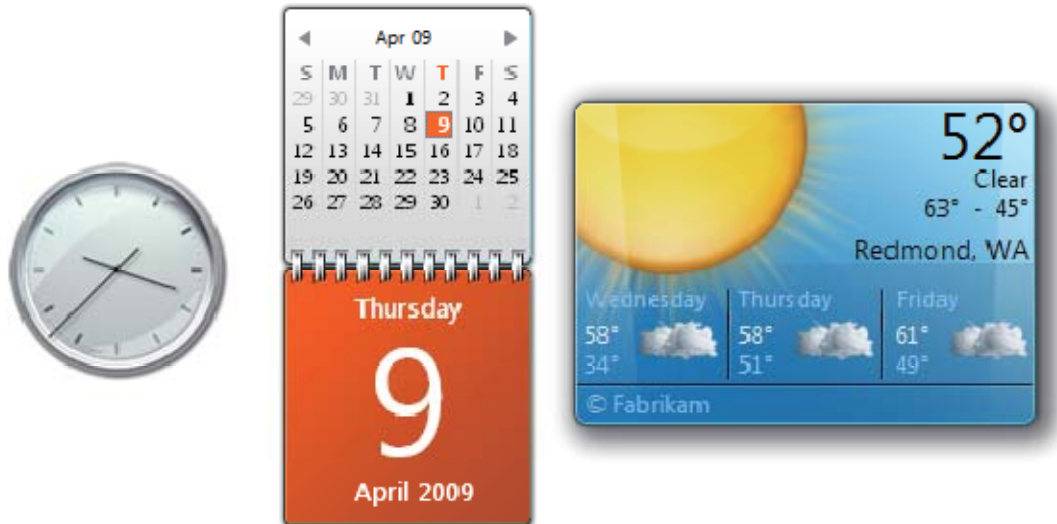 Apr 09
S M T W T F S
29 30 31 1 2 3 4
5 6 7 8 9 10 11
12 13 14 15 16 17 18
19 20 21 22 23 24 25
26 27 28 29 30 1 2
Thursday
9
April 2009
52°
Clear
63° - 45°
Redmond, WA
Wednesday Thursday Friday
58° 58° 61°
34° 51° 49°
© Fabrikam